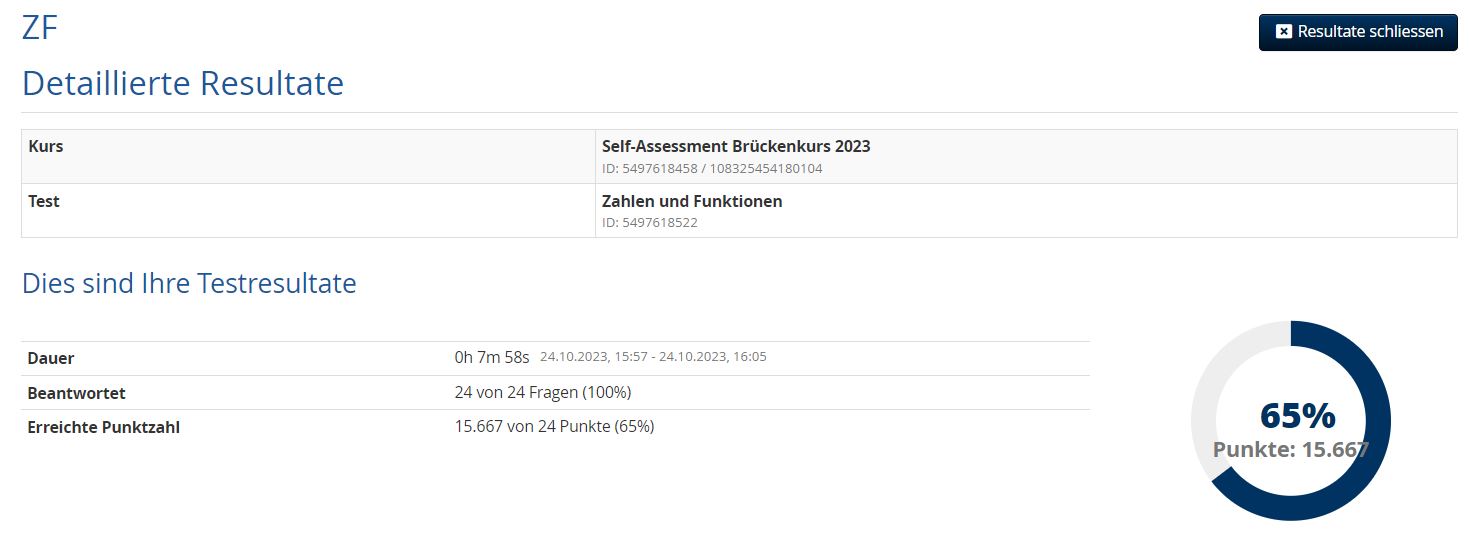 ZF
Resultate schliessen
Detaillierte Resultate
Kurs
Self-Assessment Brückenkurs 2023
ID: 5497618458 / 108325454180104
Test
Zahlen und Funktionen
ID: 5497618522
Dies sind Ihre Testresultate
Dauer
0h 7m 58s 24.10.2023, 15:57 - 24.10.2023, 16:05
Beantwortet
24 von 24 Fragen (100%)
Erreichte Punktzahl
15.667 von 24 Punkte (65%)
65%
Punkte: 15.667